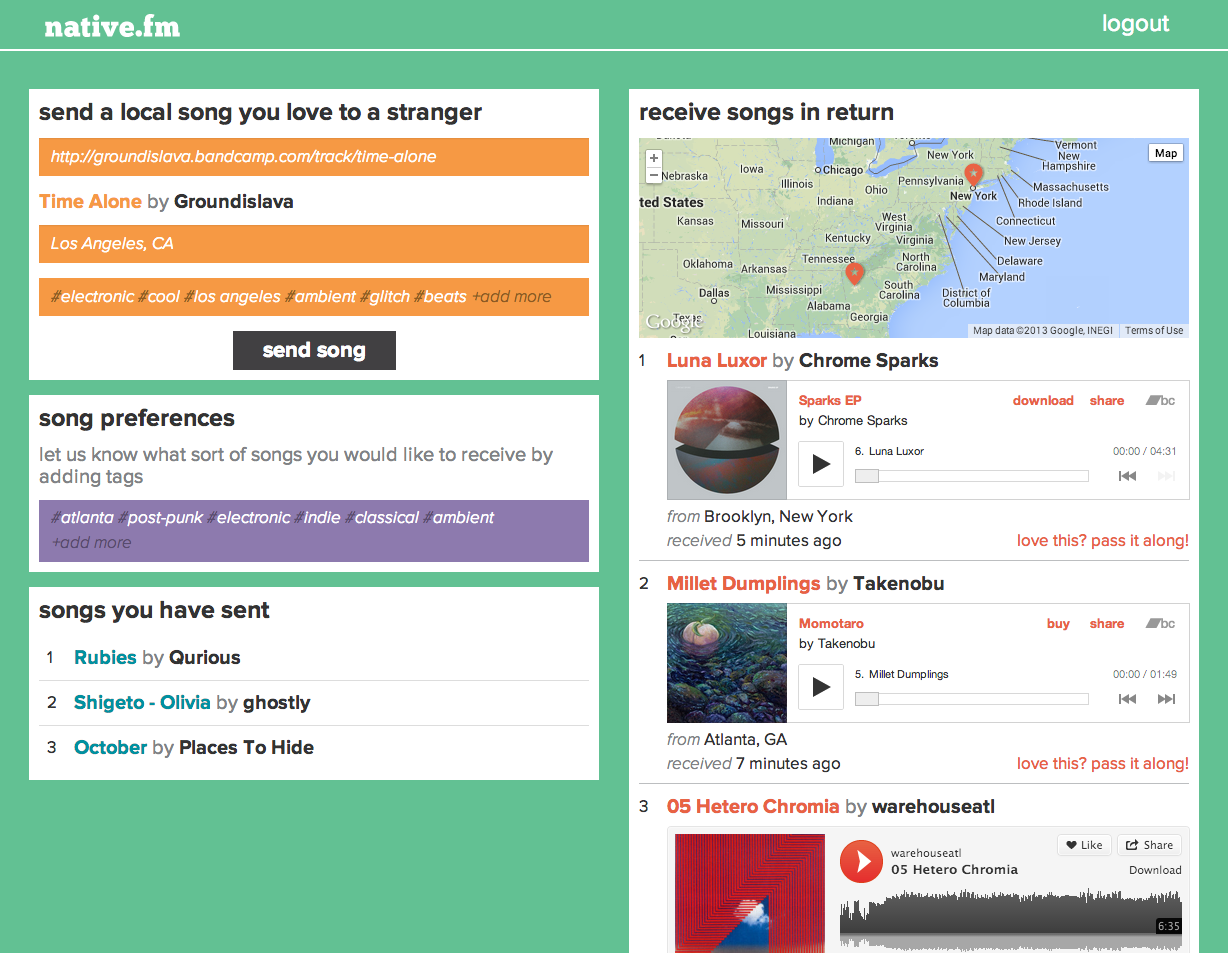 native.fm
logout
send a local song you love to a stranger
http://groundislava.bandcamp.com/track/time-alone
Time Alone by Groundislava
Los Angeles, CA
#electronic #cool #los angeles #ambient #glitch #beats +add more
send song
song preferences
let us know what sort of songs you would like to receive by
adding tags
#atlanta #post-punk #electronic #indie #classical #ambient
+add more
songs you have sent
1 Rubies by Qurious
2 Shigeto - Olivia by ghostly
3 October by Places To Hide
receive songs in return
Map
+
−
Dakota
Michigan
Toronto
Vermont
New
Hampshire
Nebraska
Iowa
Chicago
New York
Illinois
Ohio
Pennsylvania
Massachusetts
New York
Rhode Island
ted States
Indiana
Connecticut
Kansas
Missouri
West
Virginia
Kentucky
Virginia
New Jersey
Delaware
Maryland
Oklahoma
Arkansas
Tennessee
North
Carolina
Dallas
Mississippi
South
Carolina
District of
Columbia
Alabama
Georgia
Texas
Louisiana
Google
Map data ©2013 Google, INEGI
Terms of Use
1 Luna Luxor by Chrome Sparks
Sparks EP
download share bc
by Chrome Sparks
6. Luna Luxor
00:00 / 04:31
from Brooklyn, New York
received 5 minutes ago
love this? pass it along!
2 Millet Dumplings by Takenobu
Momotaro
buy share bc
by Takenobu
5. Millet Dumplings
00:00 / 01:49
from Atlanta, GA
received 7 minutes ago
love this? pass it along!
3 05 Hetero Chromia by warehouseatl
warehouseatl
Like Share
05 Hetero Chromia
Download
6:35